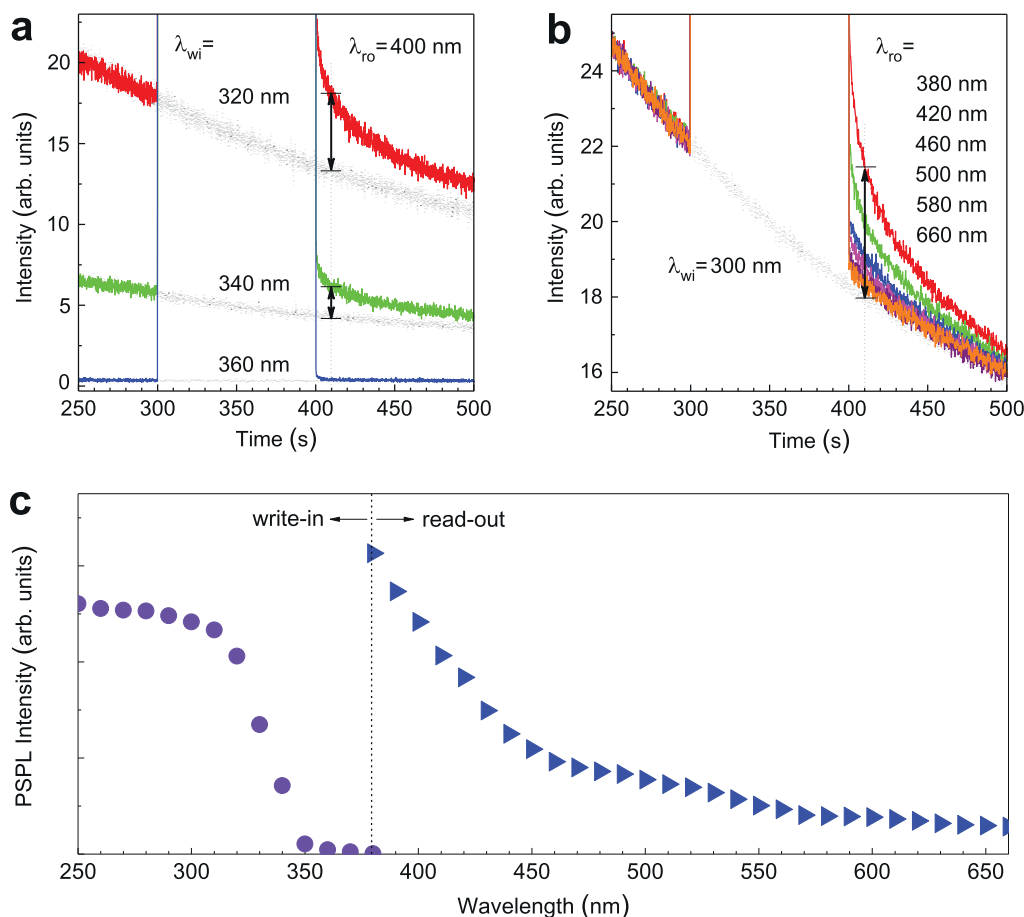 a
λwi=
λro= 400 nm
320 nm
340 nm
360 nm
Intensity (arb. units)
20
15
10
5
0
250 300 350 400 450 500
Time (s)
b
λro=
380 nm
420 nm
460 nm
500 nm
580 nm
660 nm
λwi= 300 nm
Intensity (arb. units)
24
22
20
18
16
250 300 350 400 450 500
Time (s)
c
write-in
read-out
PSPL Intensity (arb. units)
250 300 350 400 450 500 550 600 650
Wavelength (nm)